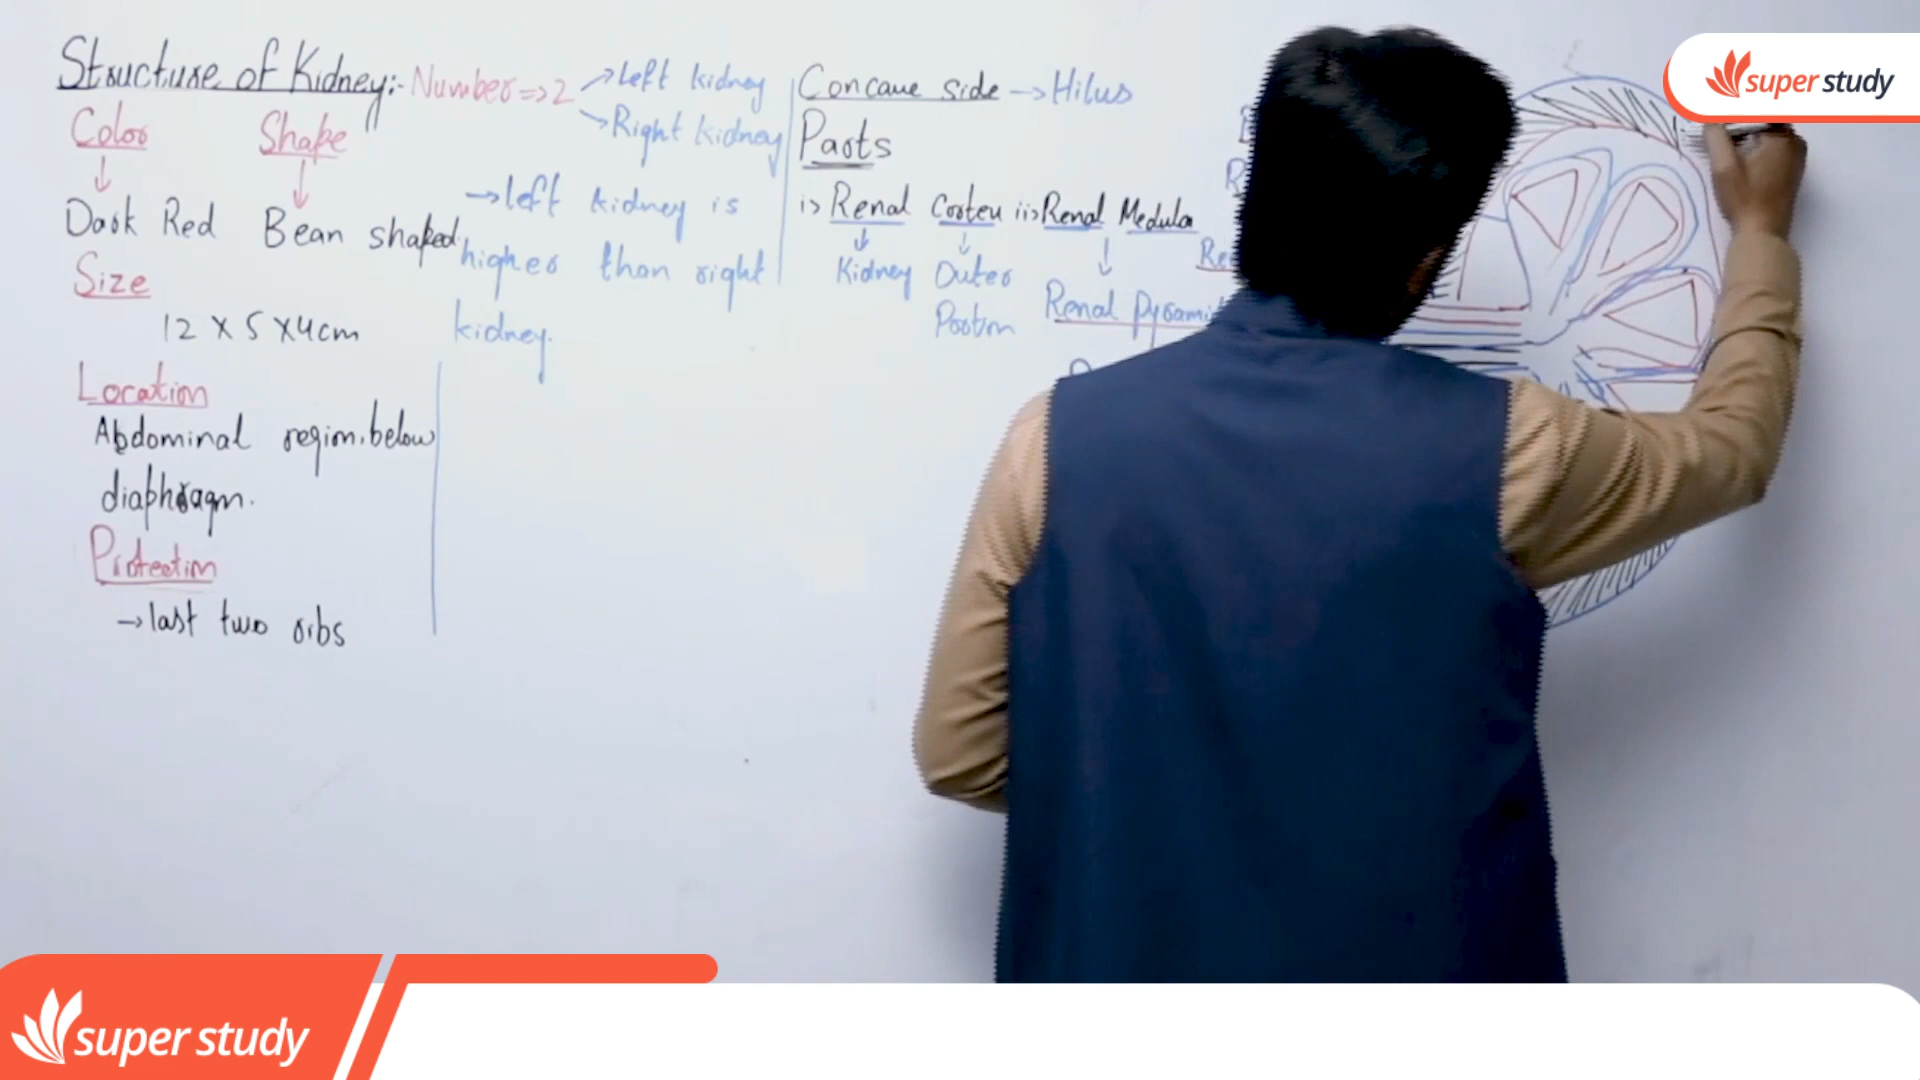 Structure of Kidney:- Number => 2
→ Left kidney
→ Right kidney
Color
Shape
Dark Red
Bean shaped
→ left kidney is
higher than right
kidney.
Size
12 X 5 X 4cm
Location
Abdominal region. below
diaphragm.
Protection
→ last two ribs
Concave side → Hilus
Parts
i> Renal Cortex ii> Renal Medula
Kidney
Outer
Portion
Renal Pyrami
super study
super study